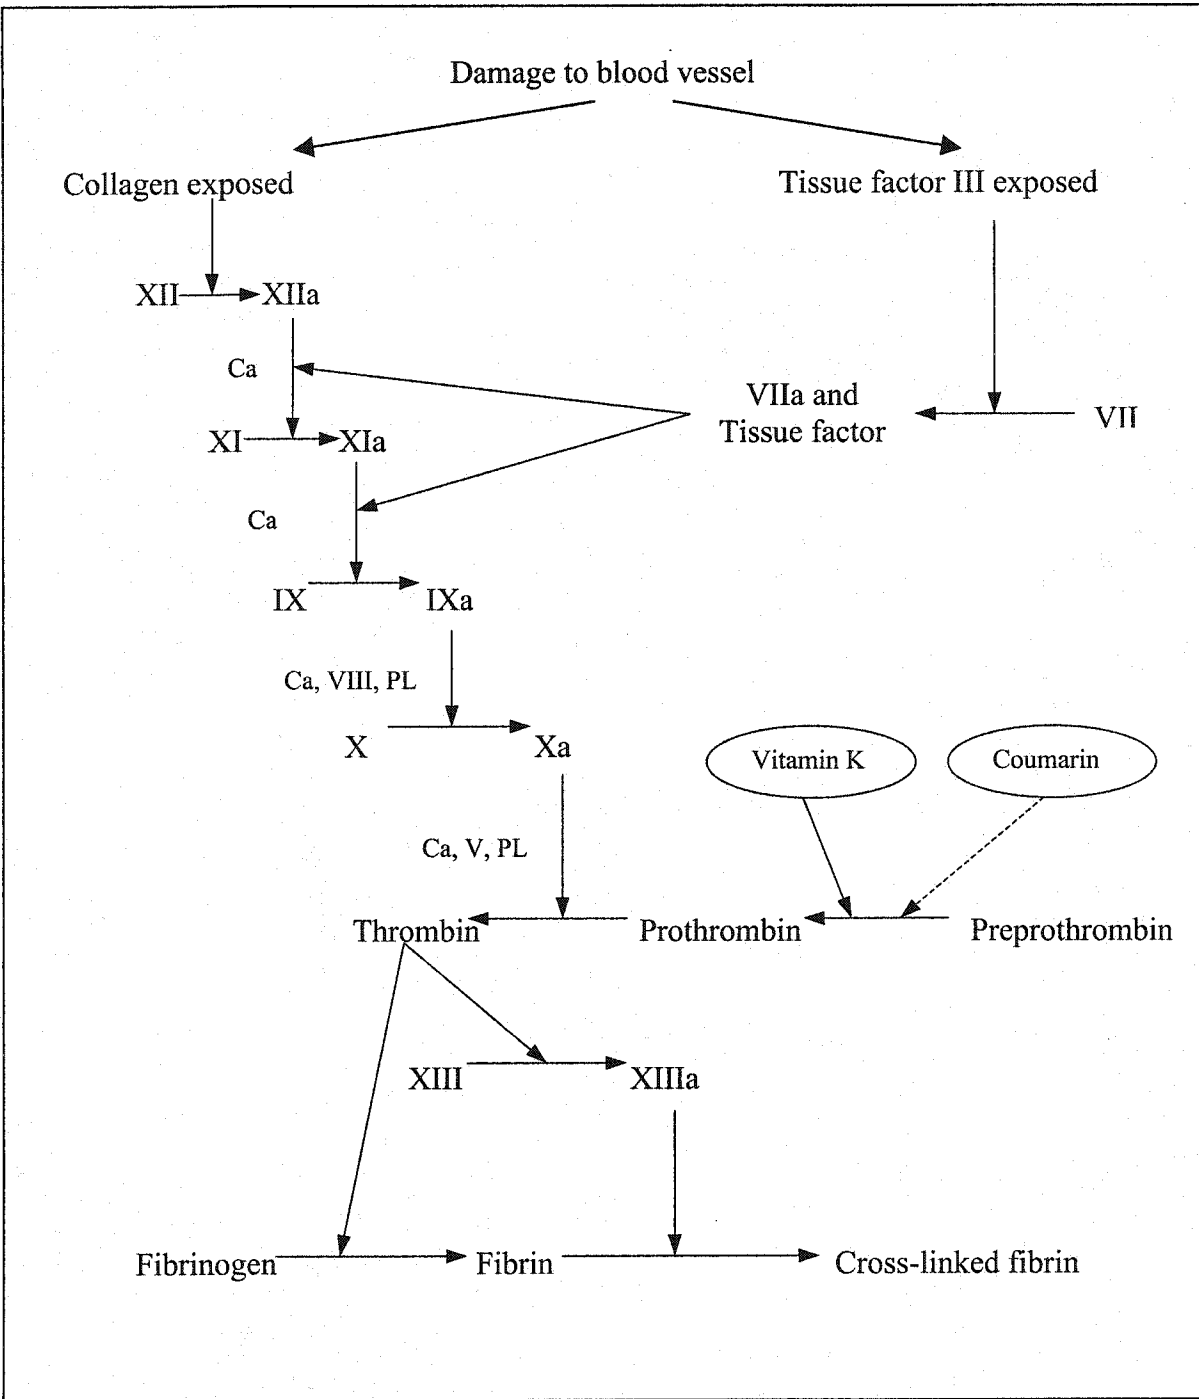 Damage to blood vessel
Collagen exposed
Tissue factor III exposed
XII
XIIa
Ca
VIIa and
Tissue factor
VII
XI
XIa
Ca
IX
IXa
Ca, VIII, PL
X
Xa
Vitamin K
Coumarin
Ca, V, PL
Thrombin
Prothrombin
Preprothrombin
XIII
XIIIa
Fibrinogen
Fibrin
Cross-linked fibrin